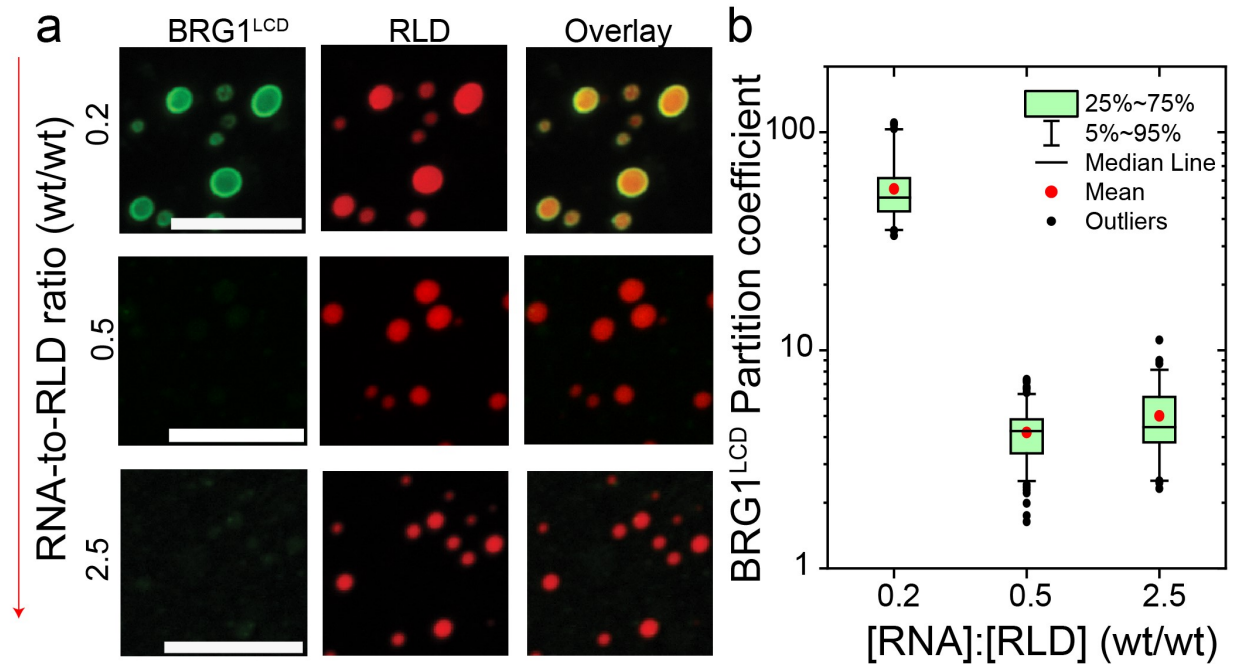 a
BRG1ᴸᶜᴰ RLD Overlay
RNA-to-RLD ratio (wt/wt)
0.2
0.5
2.5
b
BRG1ᴸᶜᴰ Partition coefficient
100
10
1
25%~75%
5%~95%
Median Line
Mean
Outliers
0.2 0.5 2.5
[RNA]:[RLD] (wt/wt)